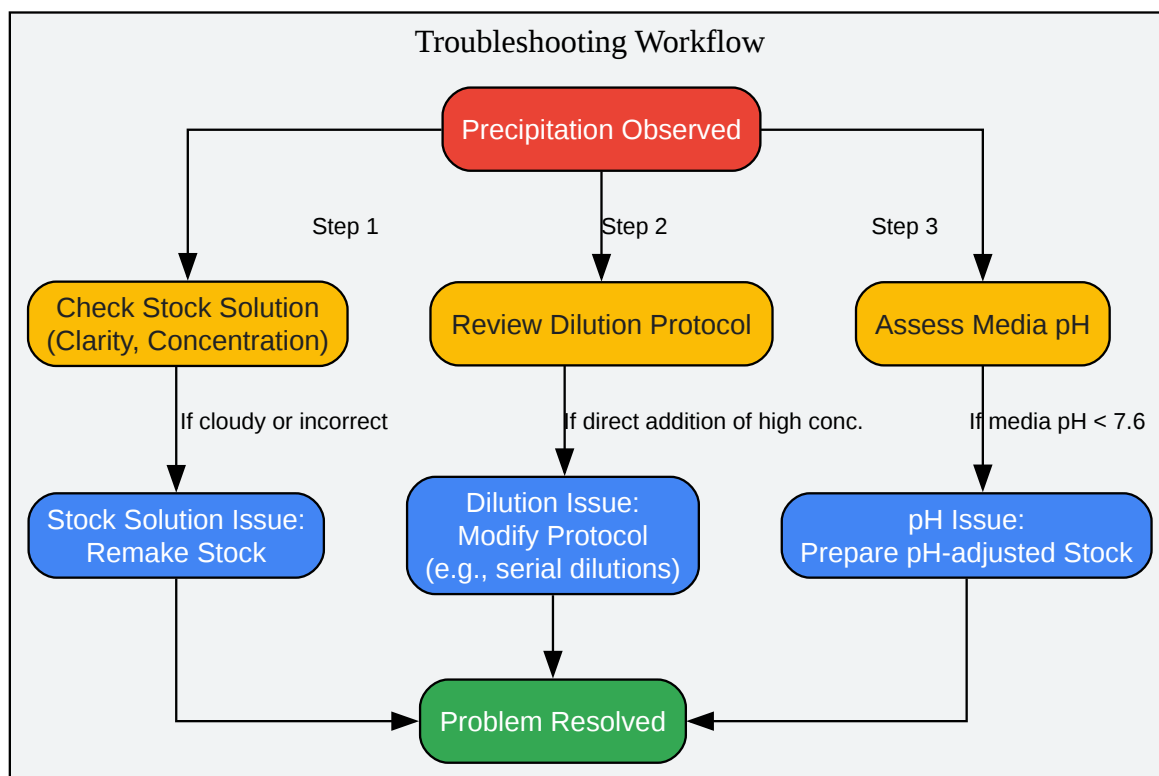 Troubleshooting Workflow
Precipitation Observed
Step 1
Step 2
Step 3
Check Stock Solution
(Clarity, Concentration)
Review Dilution Protocol
Assess Media pH
If cloudy or incorrect
If direct addition of high conc.
If media pH < 7.6
Stock Solution Issue:
Remake Stock
Dilution Issue:
Modify Protocol
(e.g., serial dilutions)
pH Issue:
Prepare pH-adjusted Stock
Problem Resolved